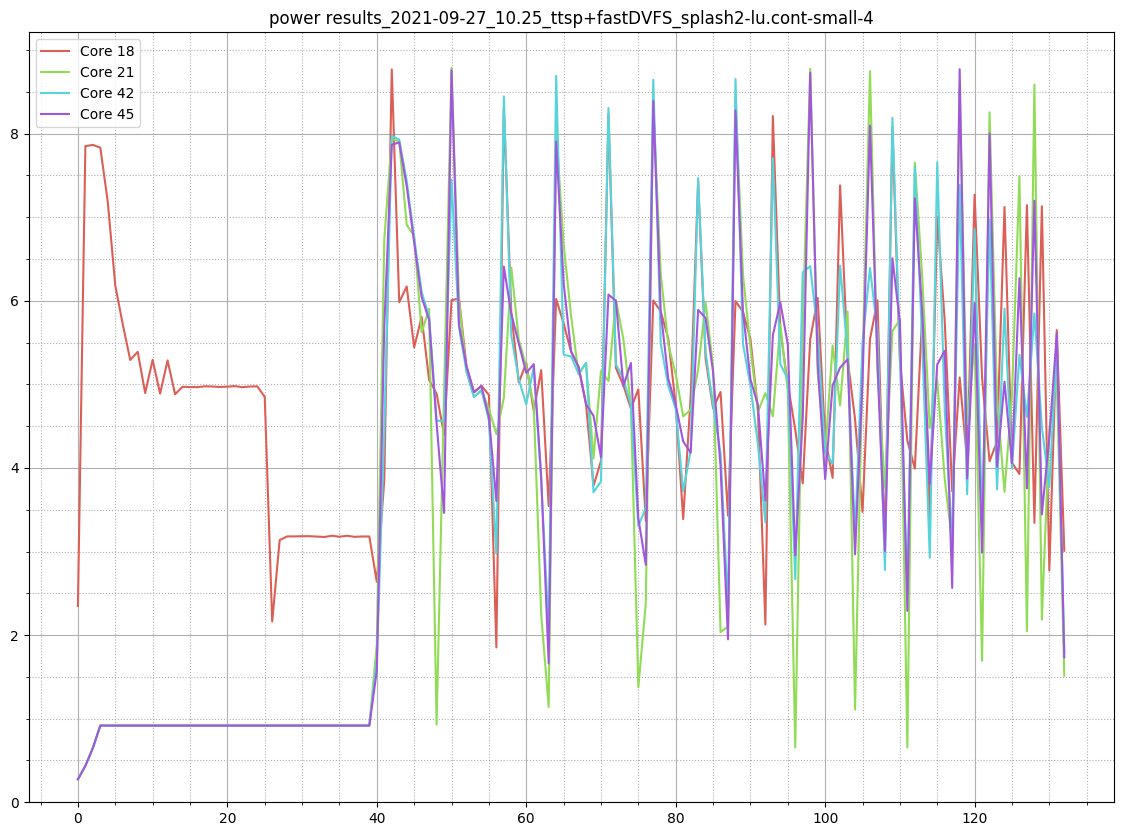 power results_2021-09-27_10.25_ttsp+fastDVFS_splash2-lu.cont-small-4
Core 18
Core 21
Core 42
Core 45
8
6
4
2
0
0 20 40 60 80 100 120